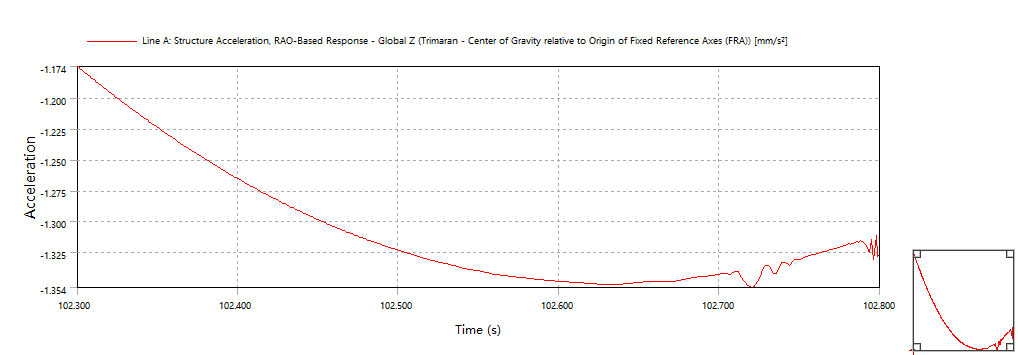 Line A: Structure Acceleration, RAO-Based Response - Global Z (Trimaran - Center of Gravity relative to Origin of Fixed Reference Axes (FRA)) [mm/s²]
-1.174
-1.200
-1.225
-1.250
-1.275
-1.300
-1.325
-1.354
Acceleration
102.300 102.400 102.500 102.600 102.700 102.800
Time (s)